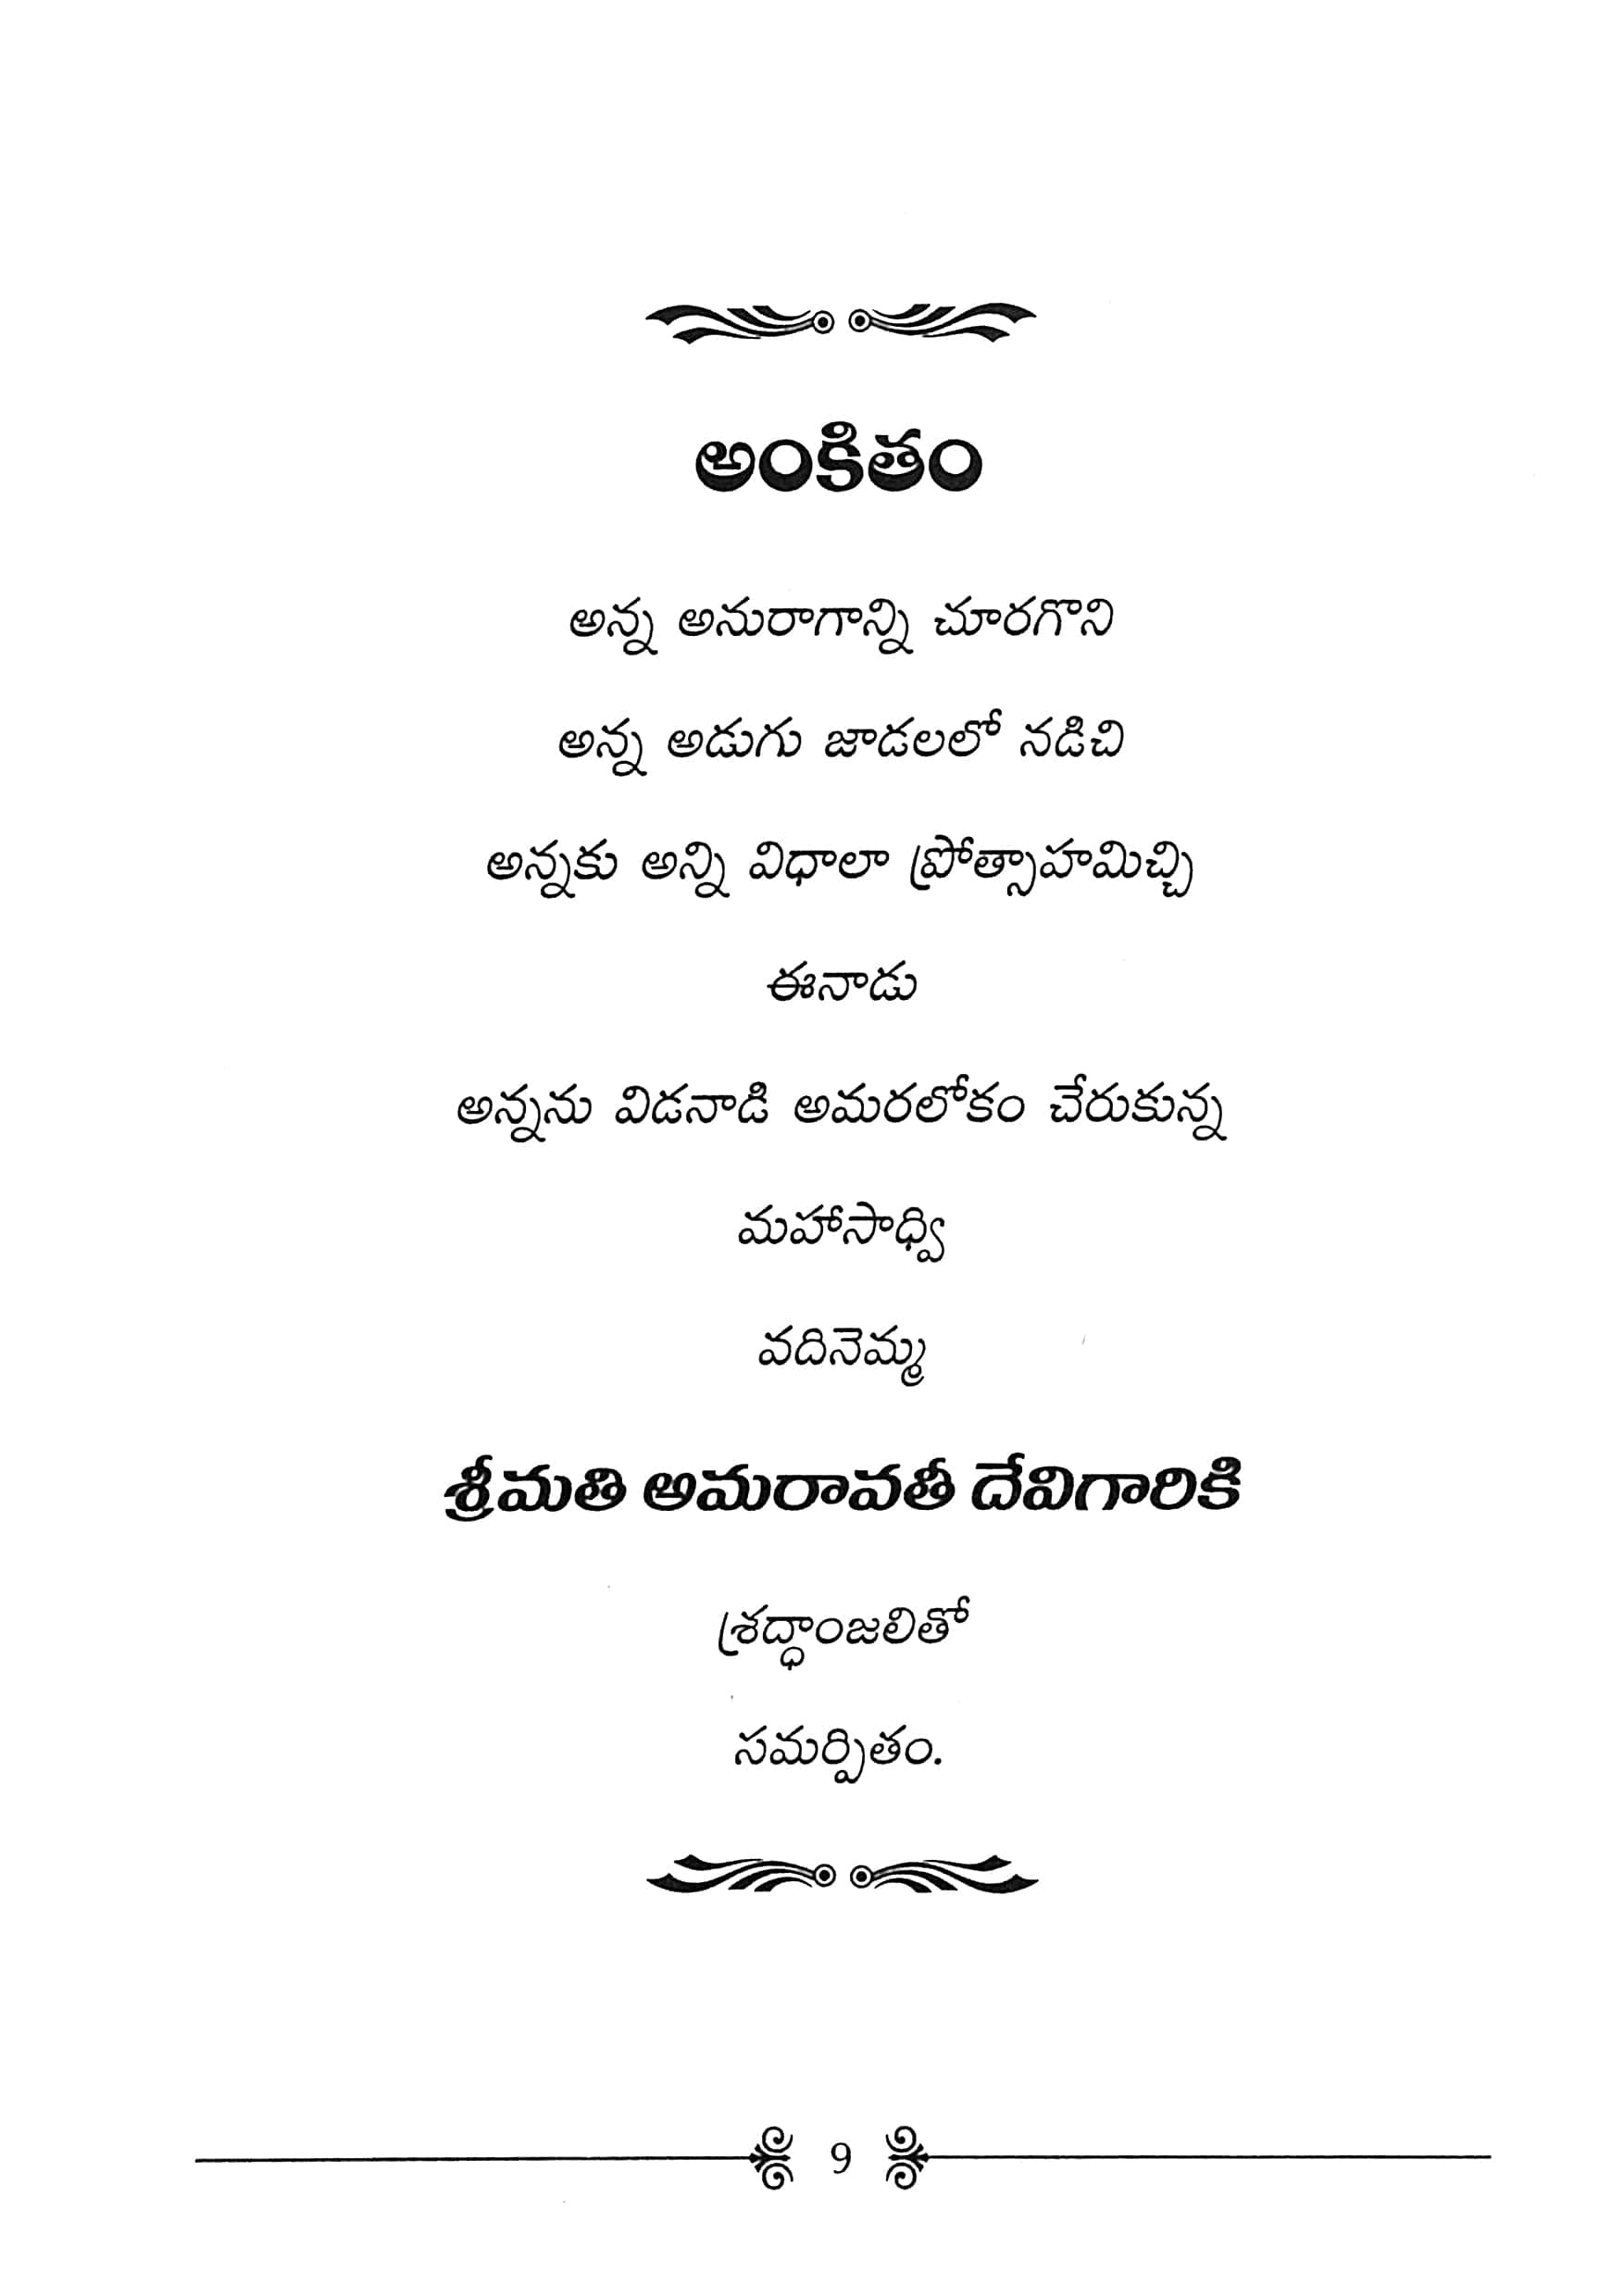 అంకితం
అన్న అనురాగాన్ని చూరగొని
అన్న అడుగు జాడలలో నడిచి
అన్నకు అన్ని విధాలా ప్రోత్సాహమిచ్చి
ఈనాడు
అన్నను విడనాడి అమరలోకం చేరుకున్న
మహాసాధ్వి
వదినెమ్మ
శ్రీమతి అమరావతీ దేవిగారికి
శ్రద్ధాంజలితో
సమర్పితం.
9